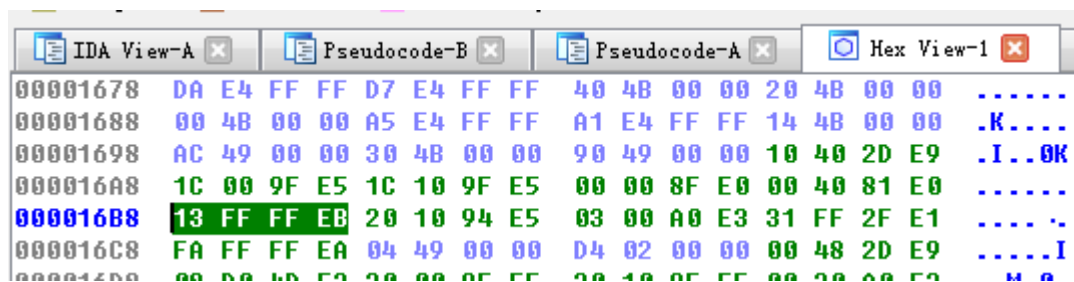 IDA View-A Pseudocode-B Pseudocode-A Hex View-1
00001678 DA E4 FF FF D7 E4 FF FF 40 4B 00 00 20 4B 00 00 ......
00001688 00 4B 00 00 A5 E4 FF FF A1 E4 FF FF 14 4B 00 00 .K....
00001698 AC 49 00 00 30 4B 00 00 90 49 00 00 10 40 2D E9 .I..0K
000016A8 1C 00 9F E5 1C 10 9F E5 00 00 8F E0 00 40 81 E0 ......
000016B8 13 FF FF EB 20 10 94 E5 03 00 A0 E3 31 FF 2F E1 .... .
000016C8 FA FF FF EA 04 49 00 00 D4 02 00 00 00 48 2D E9 .....I